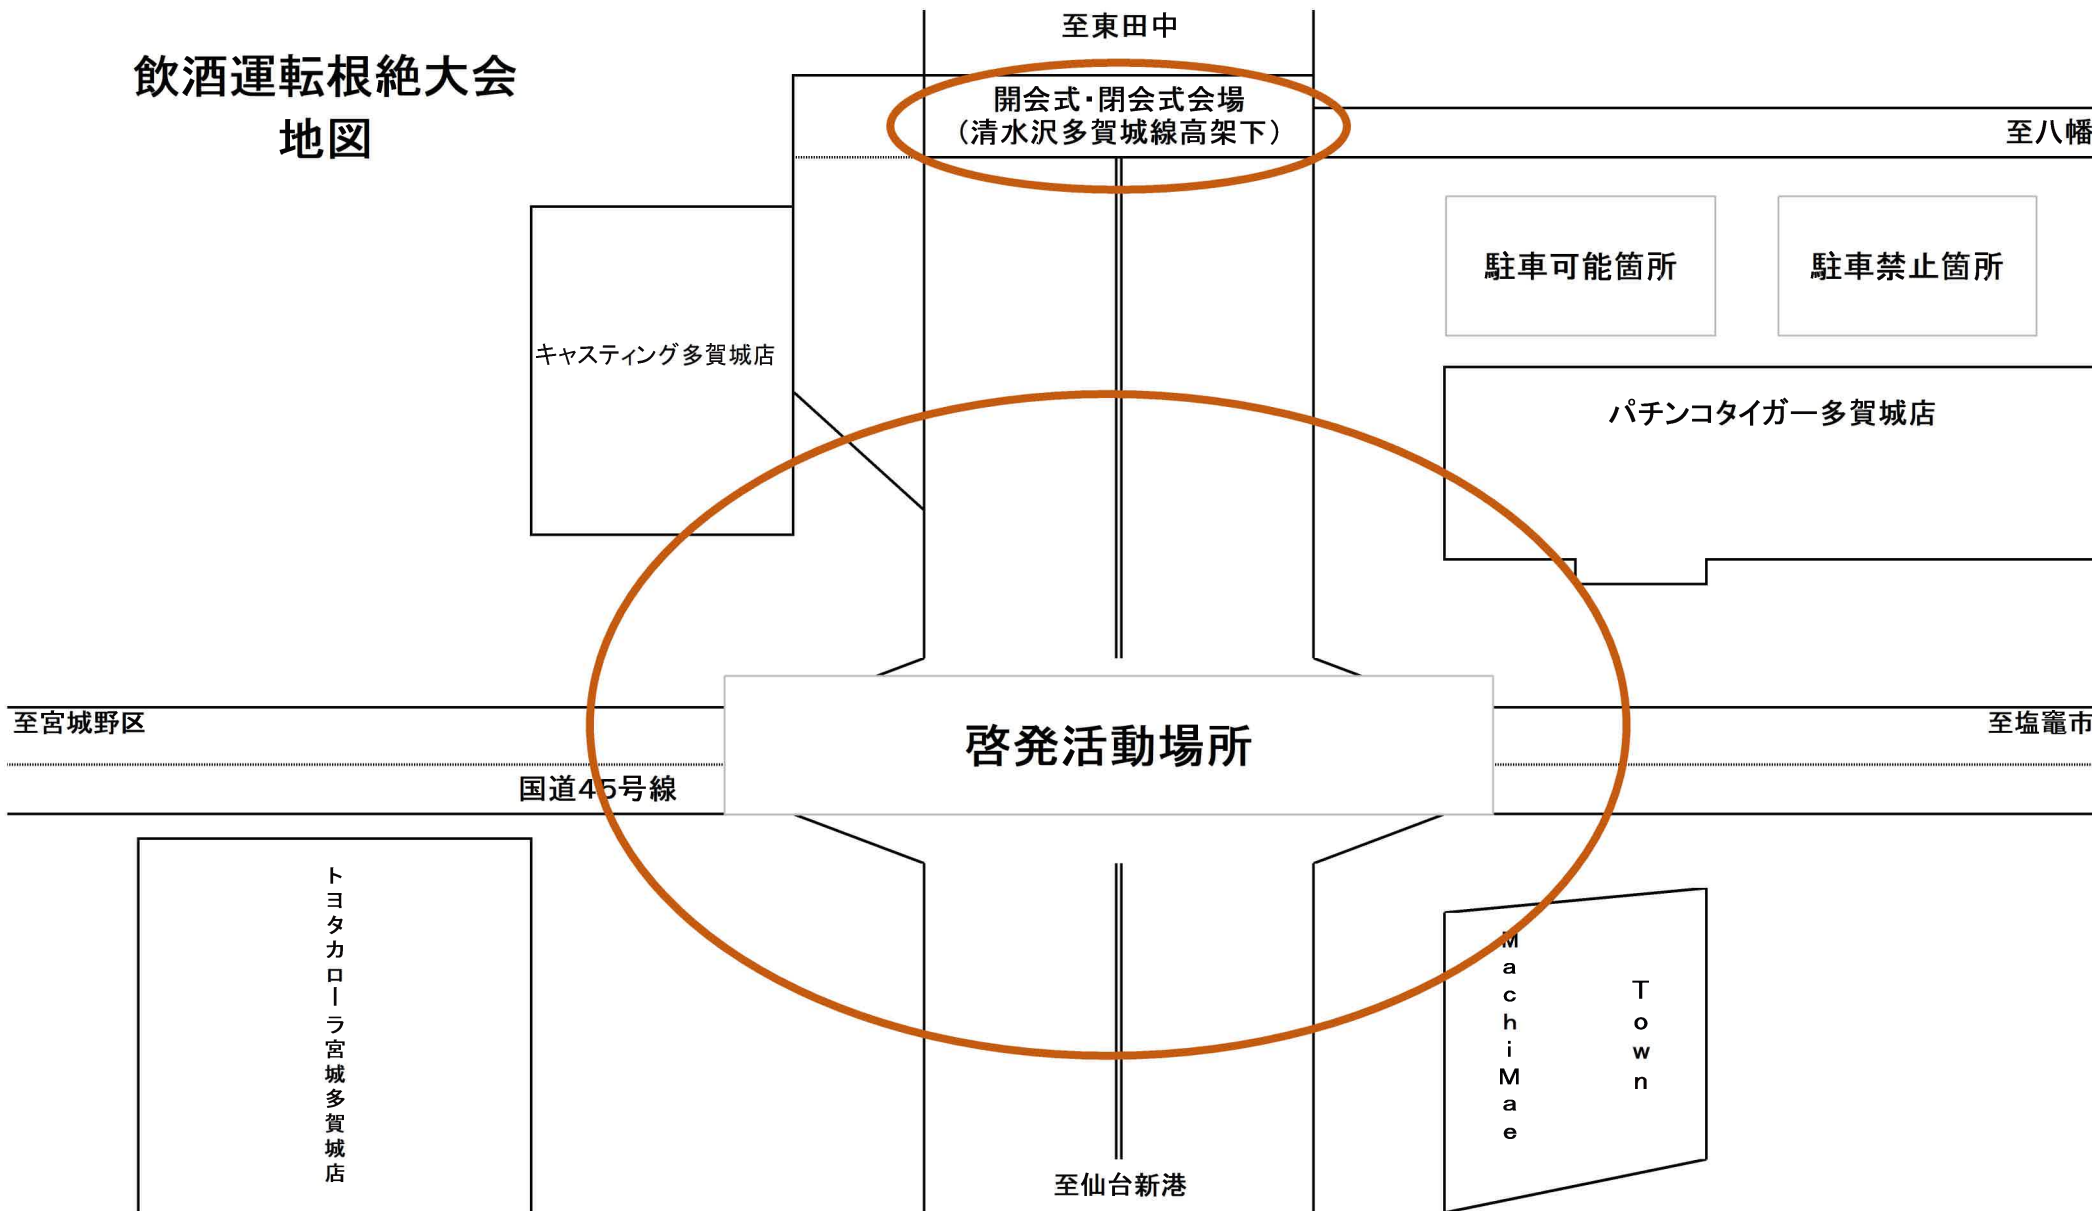 飲酒運転根絶大会
地図
至東田中
開会式・閉会式会場
（清水沢多賀城線高架下）
至八幡
駐車可能箇所
駐車禁止箇所
キャスティング多賀城店
パチンコタイガー多賀城店
至宮城野区
啓発活動場所
至塩竈市
国道45号線
トヨタカローラ宮城多賀城店
MachiMae
Town
至仙台新港